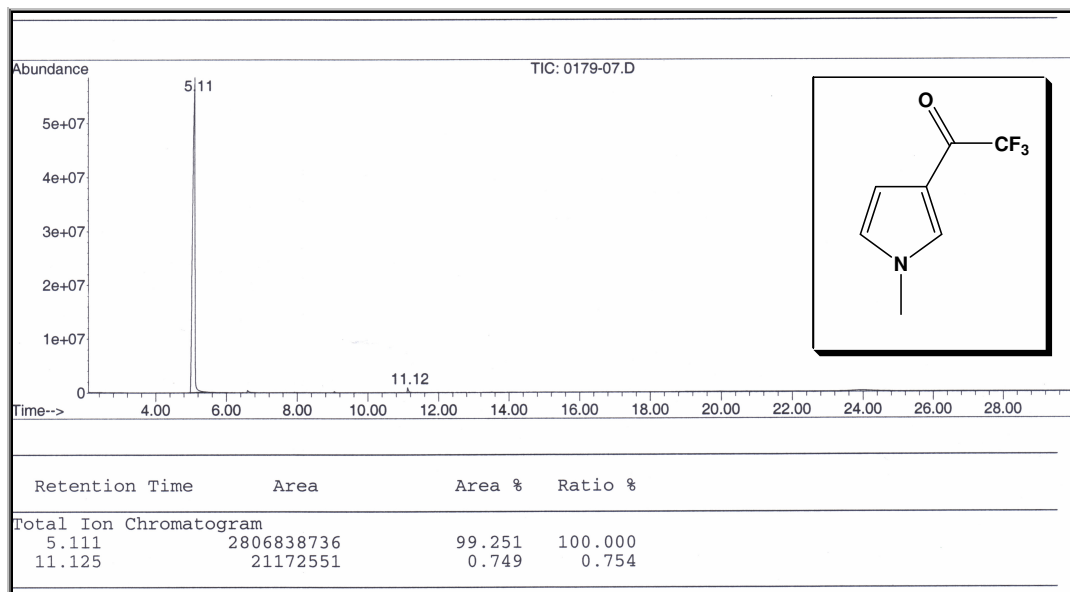 Abundance
TIC: 0179-07.D
5.11
5e+07
4e+07
3e+07
2e+07
1e+07
0
11.12
Time-->
4.00 6.00 8.00 10.00 12.00 14.00 16.00 18.00 20.00 22.00 24.00 26.00 28.00
O
CF3
N
Retention Time Area Area % Ratio %
Total Ion Chromatogram
5.111 2806838736 99.251 100.000
11.125 21172551 0.749 0.754